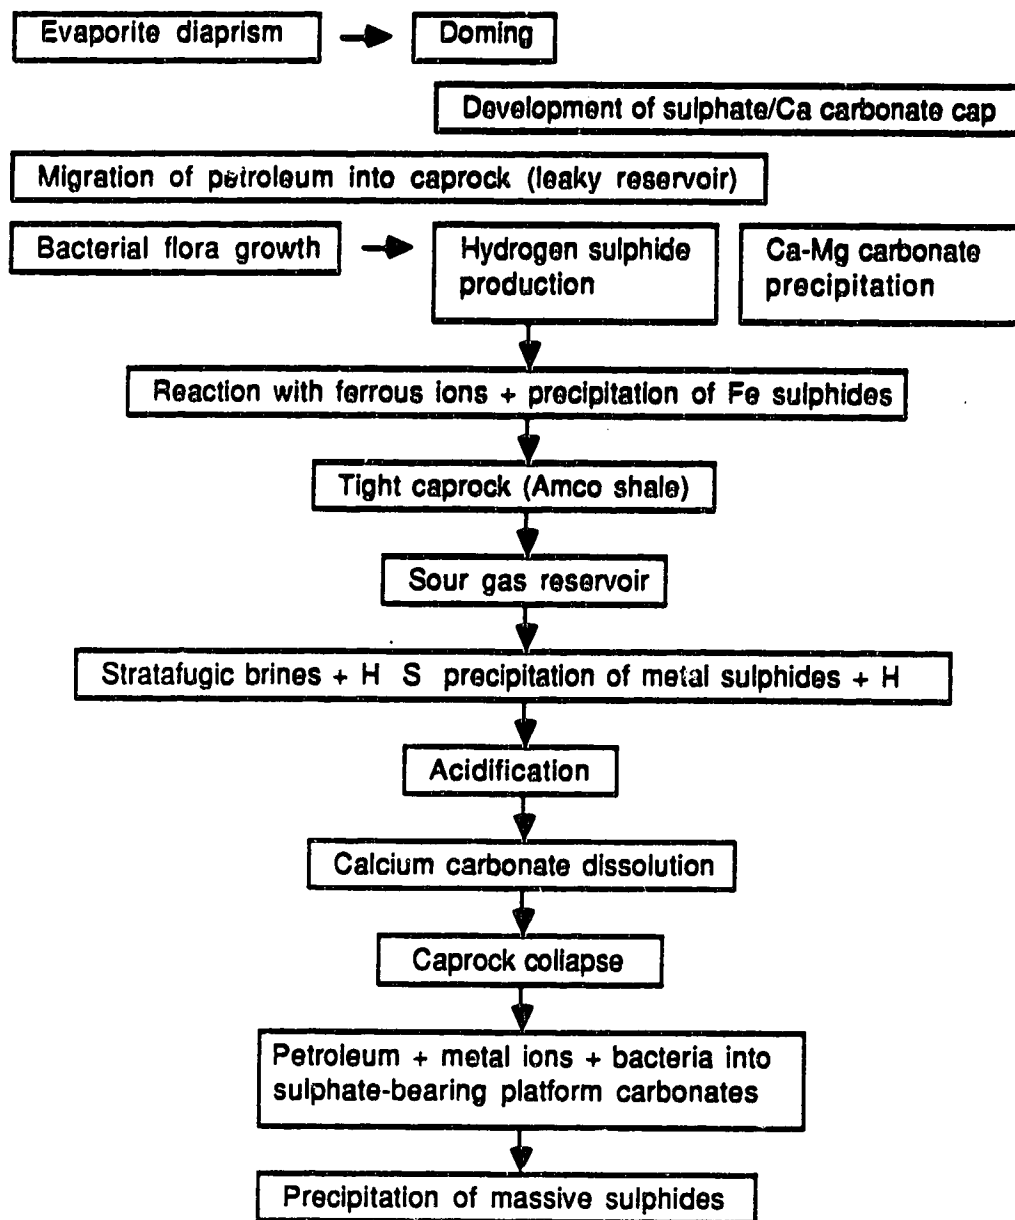 Evaporite diaprism
Doming
Development of sulphate/Ca carbonate cap
Migration of petroleum into caprock (leaky reservoir)
Bacterial flora growth
Hydrogen sulphide
production
Ca-Mg carbonate
precipitation
Reaction with ferrous ions + precipitation of Fe sulphides
Tight caprock (Amco shale)
Sour gas reservoir
Stratafugic brines + H S precipitation of metal sulphides + H
Acidification
Calcium carbonate dissolution
Caprock collapse
Petroleum + metal ions + bacteria into
sulphate-bearing platform carbonates
Precipitation of massive sulphides